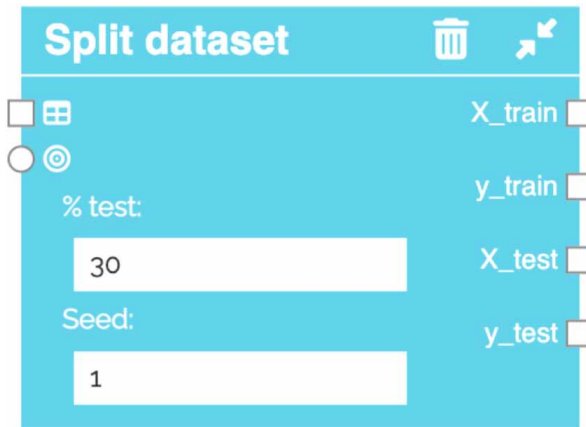 Split dataset
X_train
y_train
% test:
30
X_test
Seed:
y_test
1